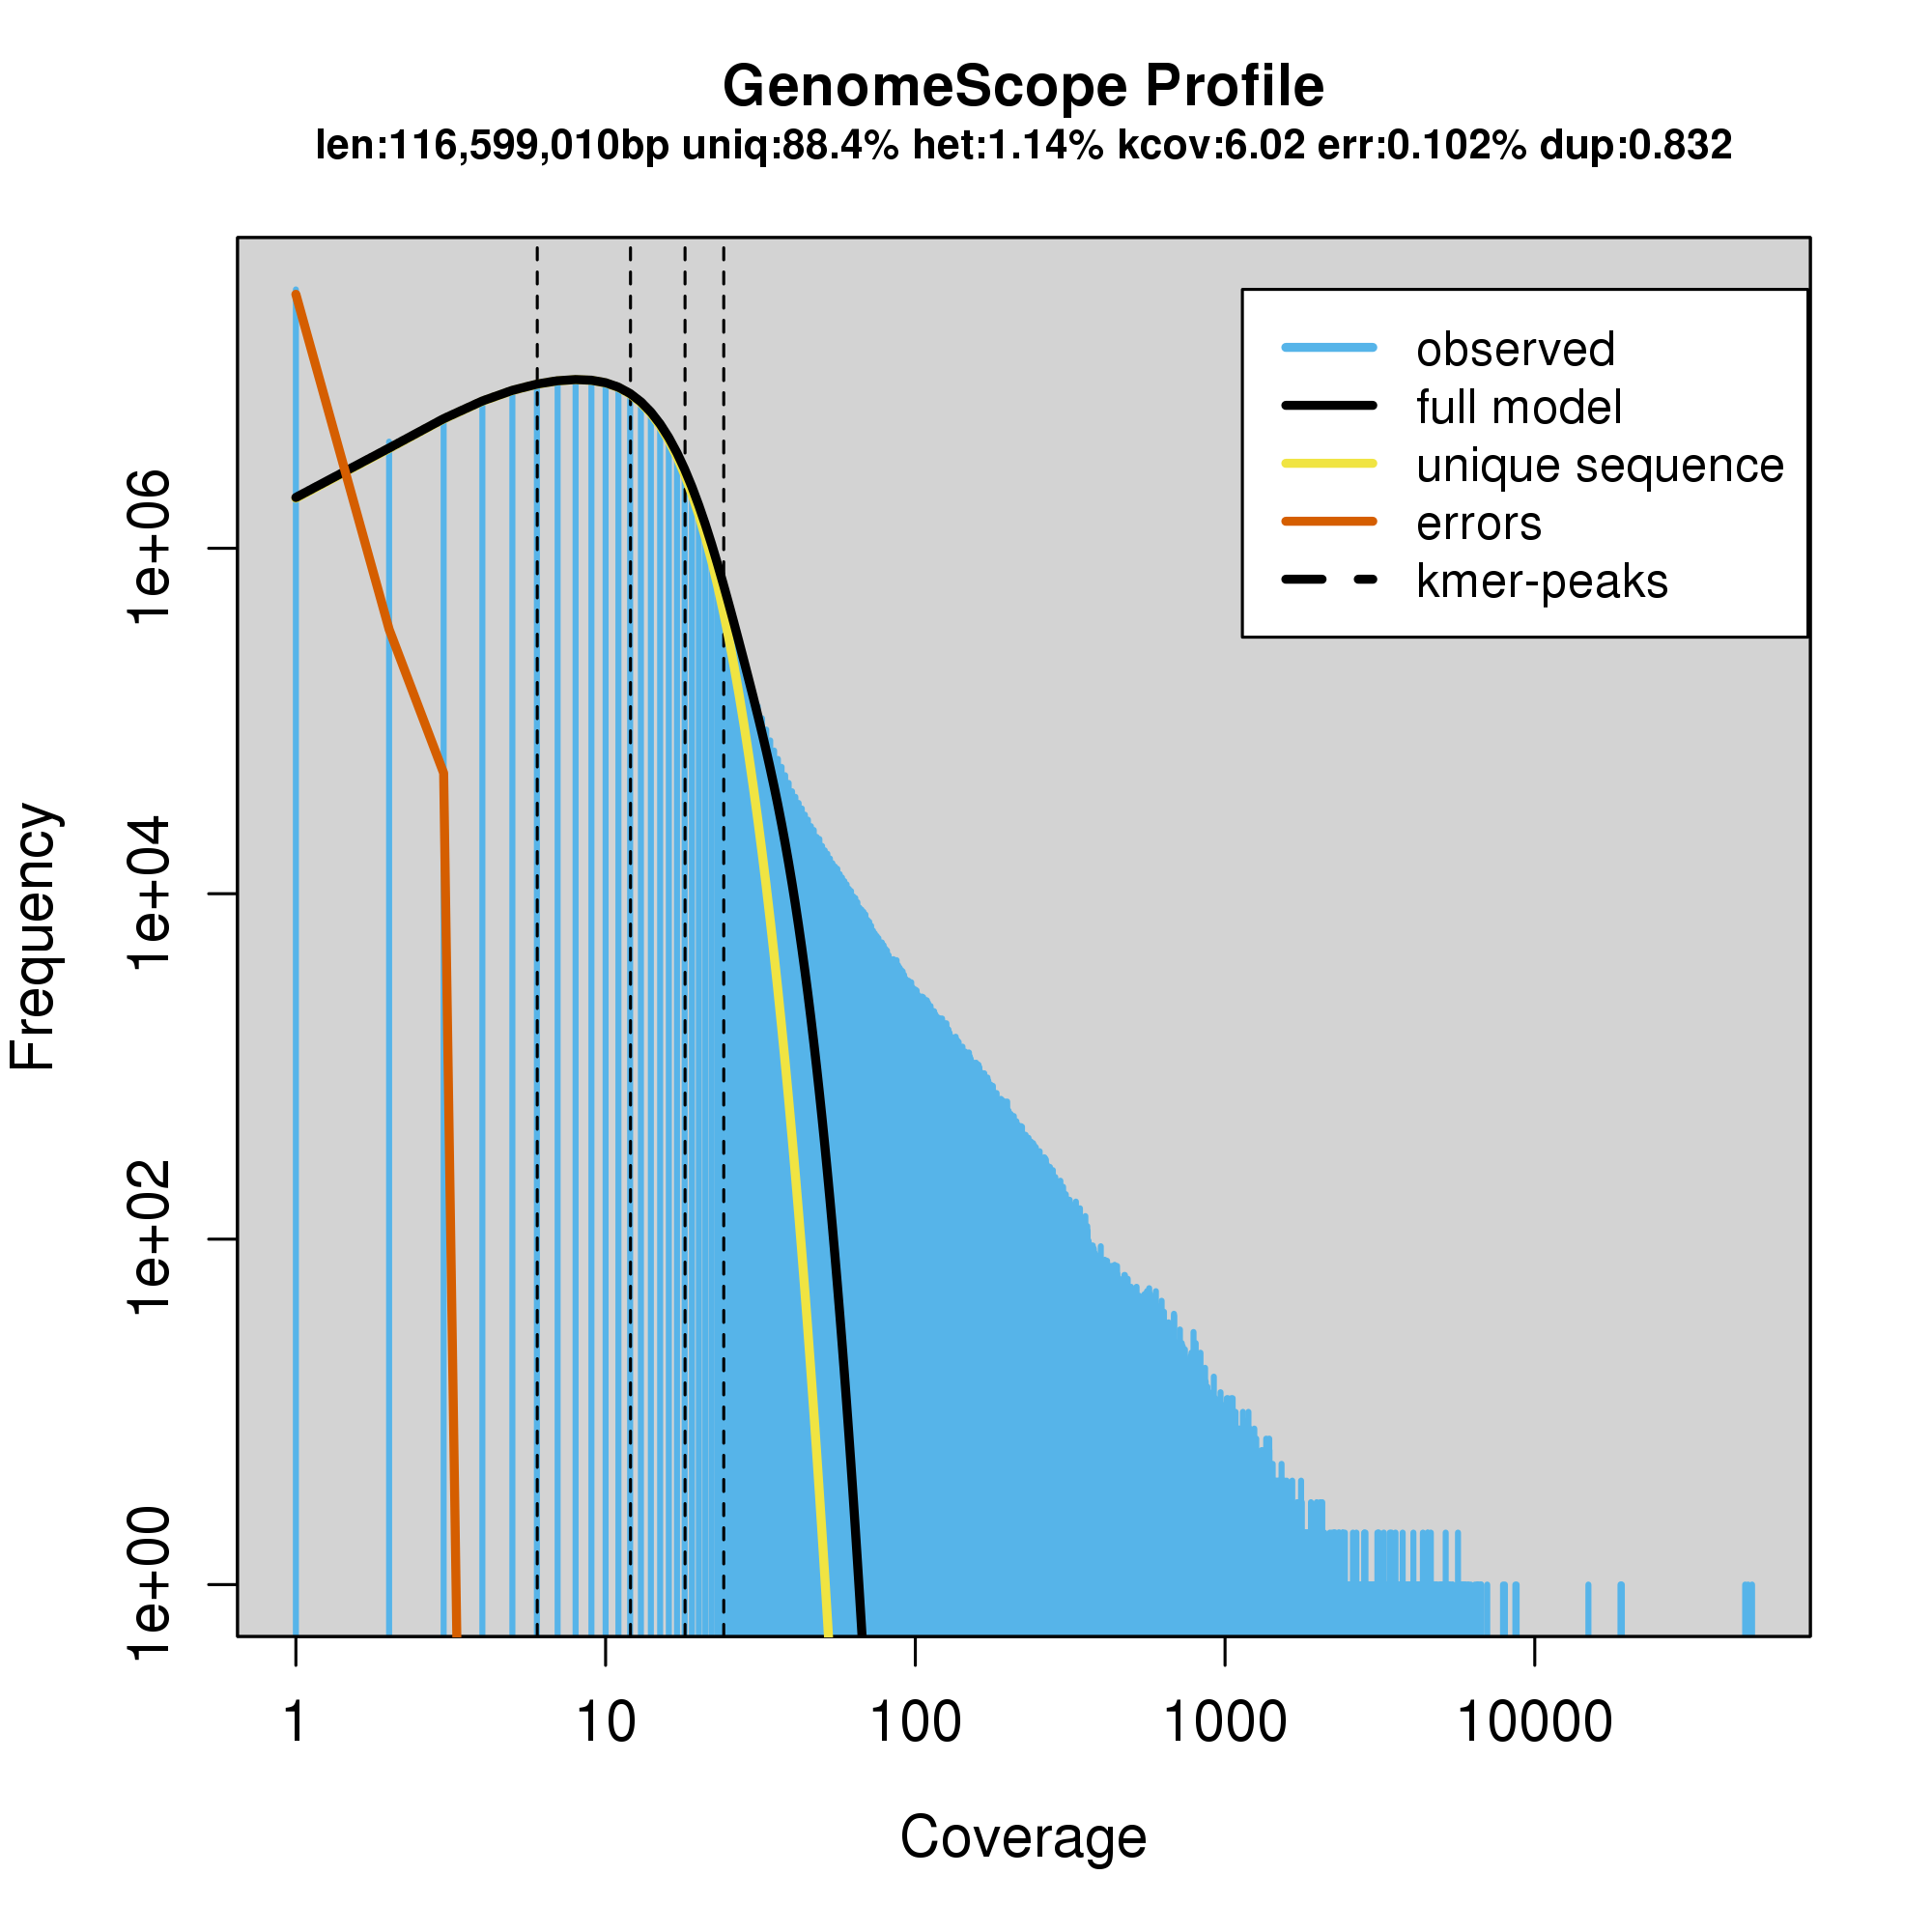 GenomeScope Profile
len:116,599,010bp uniq:88.4% het:1.14% kcov:6.02 err:0.102% dup:0.832
observed
full model
unique sequence
errors
kmer-peaks
Frequency
1e+06
1e+04
1e+02
1e+00
1
10
100
1000
10000
Coverage